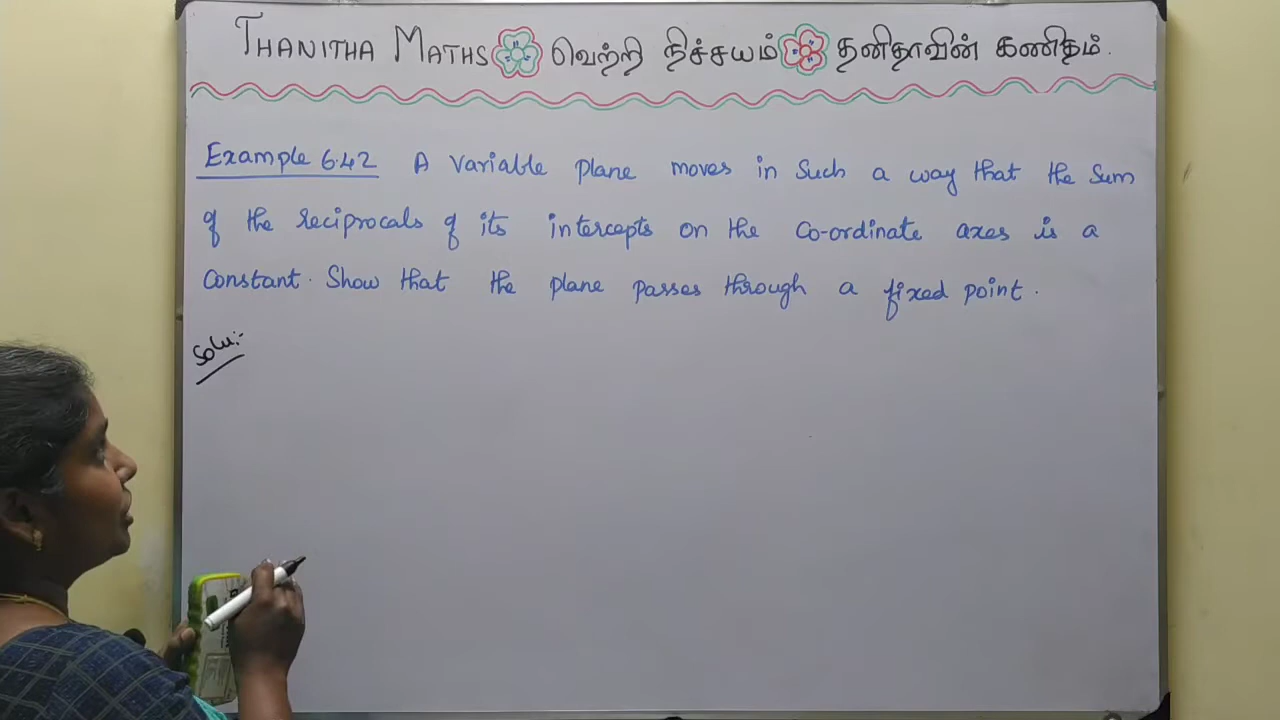 THANITHA MATHS வெற்றி நிச்சயம் தனிதாவின் கணிதம்.
Example 6.42 A variable plane moves in such a way that the sum
of the reciprocals of its intercepts on the co-ordinate axes is a
constant. Show that the plane passes through a fixed point.
Solu:-